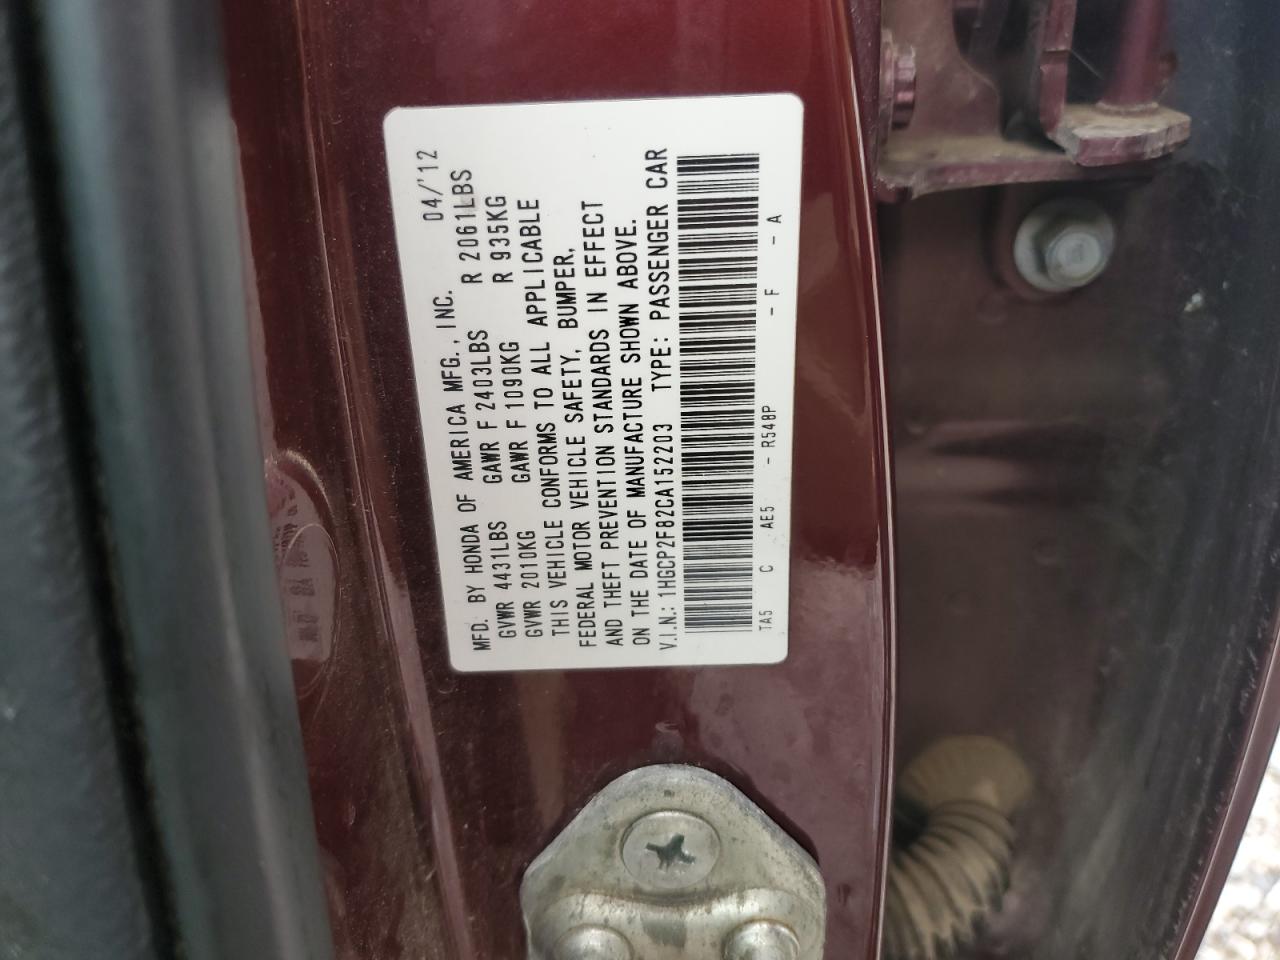 04/'12
MFD. BY HONDA OF AMERICA MFG., INC.
GVWR 4431LBS GAWR F 2403LBS R 2061LBS
GVWR 2010KG GAWR F 1090KG R 935KG
THIS VEHICLE CONFORMS TO ALL APPLICABLE
FEDERAL MOTOR VEHICLE SAFETY, BUMPER,
AND THEFT PREVENTION STANDARDS IN EFFECT
ON THE DATE OF MANUFACTURE SHOWN ABOVE.
V.I.N.: 1HGCP2F82CA152203 TYPE: PASSENGER CAR
TA5 C AE5 - R548P - F - A